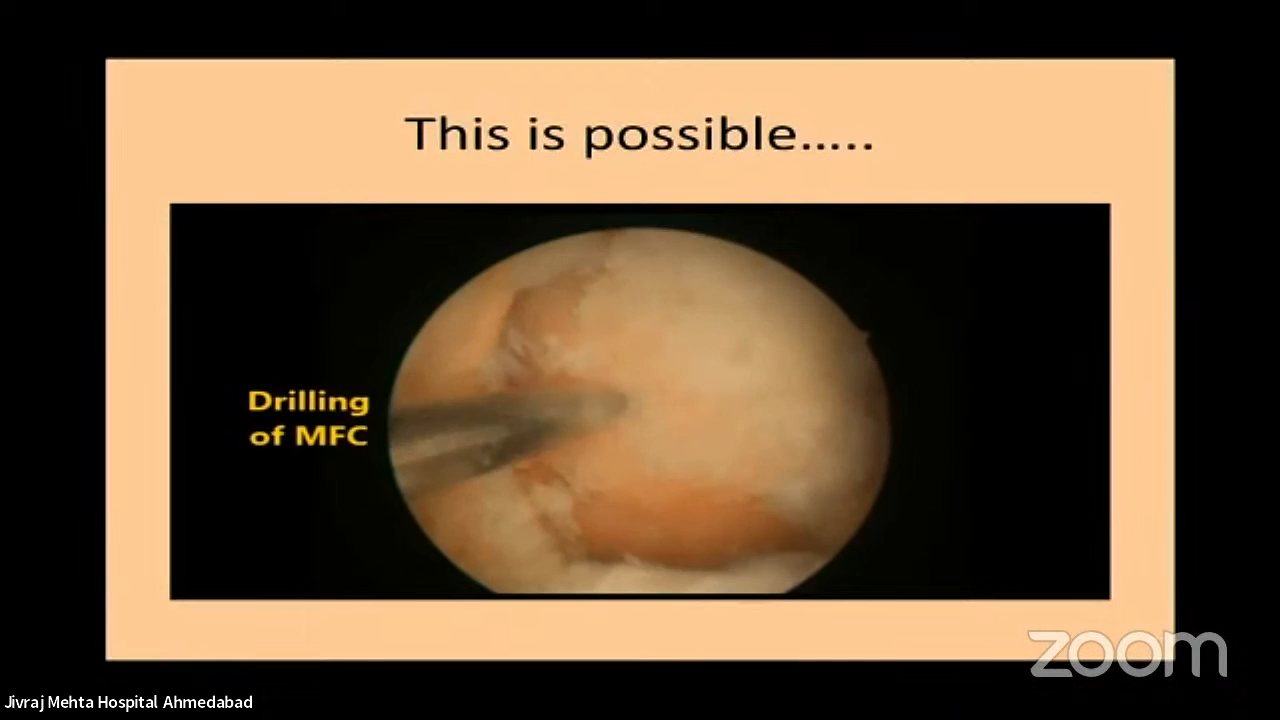 This is possible.....
Drilling
of MFC
zoom
Jivraj Mehta Hospital Ahmedabad